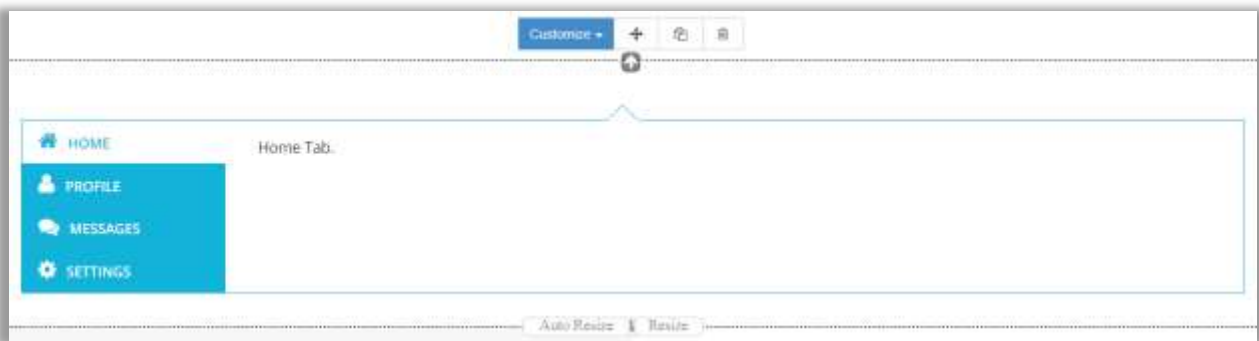 Customize
HOME
Home Tab.
PROFILE
MESSAGES
SETTINGS
Auto Resize Resize